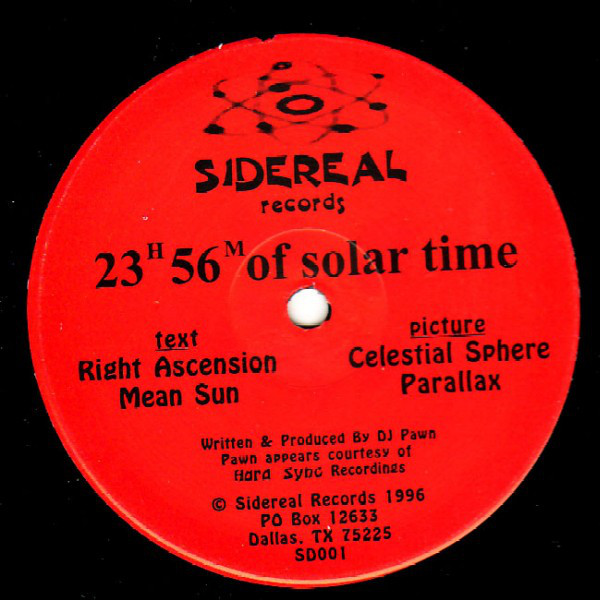 SIDEREAL
records
23H 56M of solar time
text
Right Ascension
Mean Sun
picture
Celestial Sphere
Parallax
Written & Produced By DJ Pawn
Pawn appears courtesy of
Hard Sync Recordings
© Sidereal Records 1996
PO Box 12633
Dallas, TX 75225
SD001